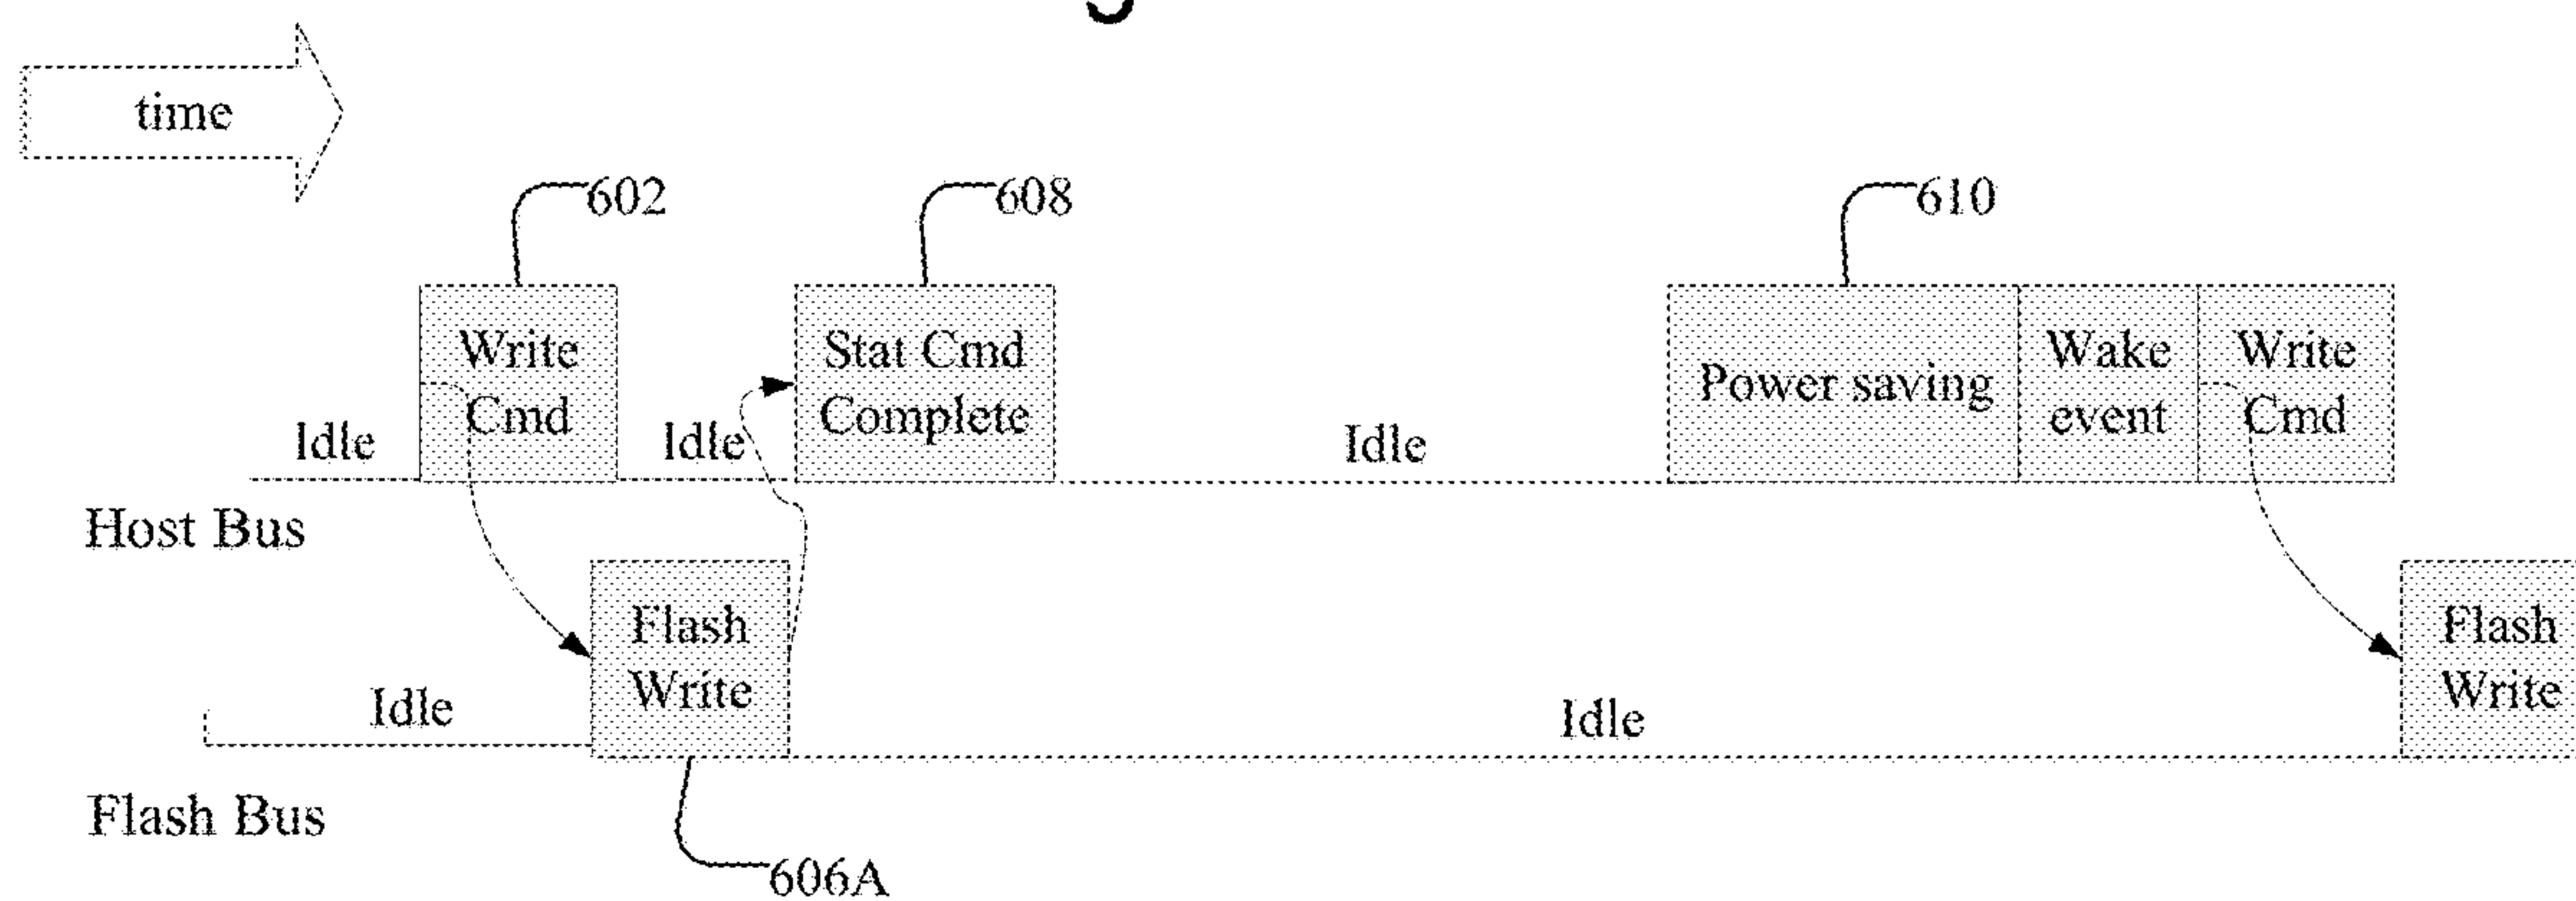 time
602
608
610
Write
Cmd
Stat Cmd
Complete
Power saving
Wake
event
Write
Cmd
Idle
Idle
Idle
Host Bus
Flash
Write
Flash
Write
Idle
Idle
Flash Bus
606A